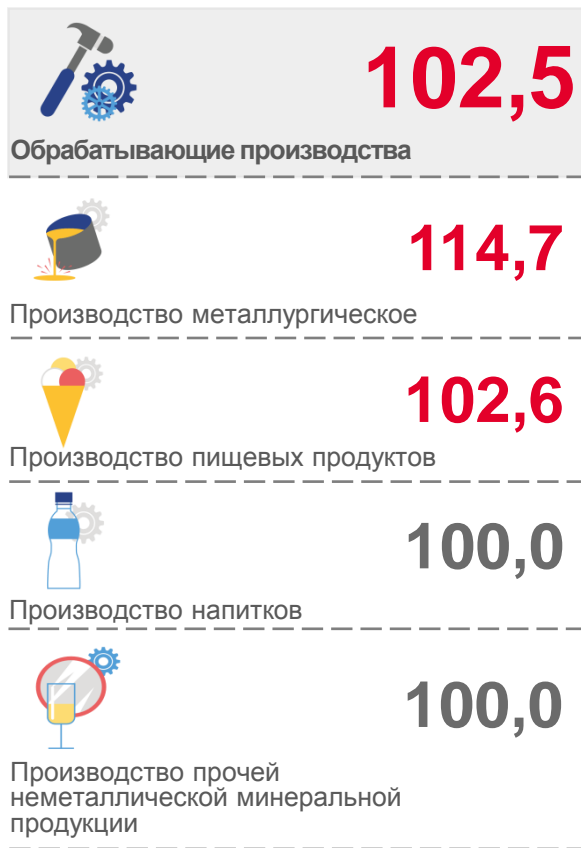 102,5
Обрабатывающие производства
114,7
Производство металлургическое
102,6
Производство пищевых продуктов
100,0
Производство напитков
100,0
Производство прочей
неметаллической минеральной
продукции